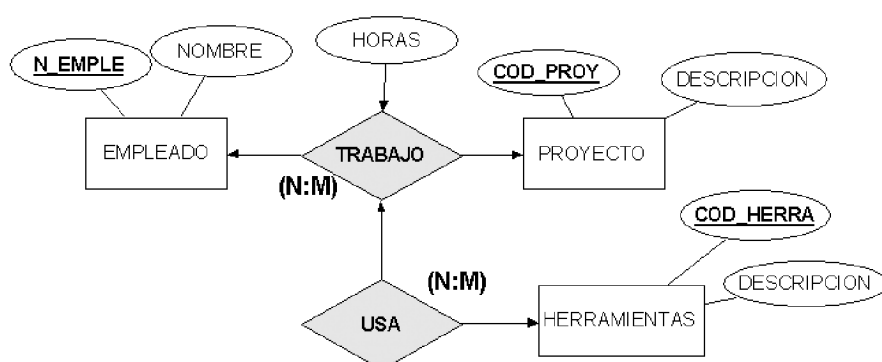 HORAS
NOMBRE
N_EMPLE
COD_PROY
DESCRIPCION
EMPLEADO
TRABAJO
PROYECTO
(N:M)
COD_HERRA
(N:M)
DESCRIPCION
USA
HERRAMIENTAS